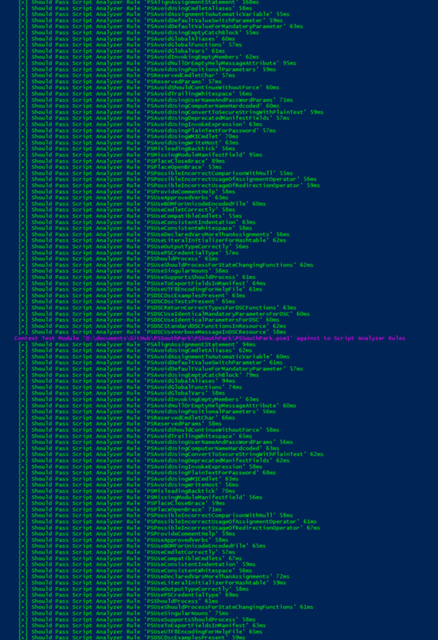 [+] Should Pass Script Analyzer Rule 'PSAlignAssignmentStatement' 168ms
[+] Should Pass Script Analyzer Rule 'PSAvoidUsingCmdletAliases' 60ms
[+] Should Pass Script Analyzer Rule 'PSAvoidAssignmentToAutomaticVariable' 55ms
[+] Should Pass Script Analyzer Rule 'PSAvoidDefaultValueSwitchParameter' 59ms
[+] Should Pass Script Analyzer Rule 'PSAvoidDefaultValueForMandatoryParameter' 63ms
[+] Should Pass Script Analyzer Rule 'PSAvoidUsingEmptyCatchBlock' 55ms
[+] Should Pass Script Analyzer Rule 'PSAvoidGlobalAliases' 60ms
[+] Should Pass Script Analyzer Rule 'PSAvoidGlobalFunctions' 57ms
[+] Should Pass Script Analyzer Rule 'PSAvoidGlobalVars' 61ms
[+] Should Pass Script Analyzer Rule 'PSAvoidInvokingEmptyMembers' 62ms
[+] Should Pass Script Analyzer Rule 'PSAvoidNullOrEmptyHelpMessageAttribute' 95ms
[+] Should Pass Script Analyzer Rule 'PSAvoidUsingPositionalParameters' 59ms
[+] Should Pass Script Analyzer Rule 'PSReservedCmdletChar' 57ms
[+] Should Pass Script Analyzer Rule 'PSReservedParams' 57ms
[+] Should Pass Script Analyzer Rule 'PSAvoidShouldContinueWithoutForce' 60ms
[+] Should Pass Script Analyzer Rule 'PSAvoidTrailingWhitespace' 56ms
[+] Should Pass Script Analyzer Rule 'PSAvoidUsingUserNameAndPasswordParams' 72ms
[+] Should Pass Script Analyzer Rule 'PSAvoidUsingComputerNameHardcoded' 60ms
[+] Should Pass Script Analyzer Rule 'PSAvoidUsingConvertToSecureStringWithPlainText' 59ms
[+] Should Pass Script Analyzer Rule 'PSAvoidUsingDeprecatedManifestFields' 57ms
[+] Should Pass Script Analyzer Rule 'PSAvoidUsingInvokeExpression' 63ms
[+] Should Pass Script Analyzer Rule 'PSAvoidUsingPlainTextForPassword' 57ms
[+] Should Pass Script Analyzer Rule 'PSAvoidUsingWMICmdlet' 70ms
[+] Should Pass Script Analyzer Rule 'PSAvoidUsingWriteHost' 63ms
[+] Should Pass Script Analyzer Rule 'PSMisleadingBacktick' 56ms
[+] Should Pass Script Analyzer Rule 'PSMissingModuleManifestField' 95ms
[+] Should Pass Script Analyzer Rule 'PSPlaceCloseBrace' 69ms
[+] Should Pass Script Analyzer Rule 'PSPlaceOpenBrace' 53ms
[+] Should Pass Script Analyzer Rule 'PSPossibleIncorrectComparisonWithNull' 55ms
[+] Should Pass Script Analyzer Rule 'PSPossibleIncorrectUsageOfAssignmentOperator' 56ms
[+] Should Pass Script Analyzer Rule 'PSPossibleIncorrectUsageOfRedirectionOperator' 59ms
[+] Should Pass Script Analyzer Rule 'PSProvideCommentHelp' 58ms
[+] Should Pass Script Analyzer Rule 'PSUseApprovedVerbs' 63ms
[+] Should Pass Script Analyzer Rule 'PSUseBOMForUnicodeEncodedFile' 60ms
[+] Should Pass Script Analyzer Rule 'PSUseCmdletCorrectly' 58ms
[+] Should Pass Script Analyzer Rule 'PSUseCompatibleCmdlets' 55ms
[+] Should Pass Script Analyzer Rule 'PSUseConsistentIndentation' 63ms
[+] Should Pass Script Analyzer Rule 'PSUseConsistentWhitespace' 58ms
[+] Should Pass Script Analyzer Rule 'PSUseDeclaredVarsMoreThanAssignments' 56ms
[+] Should Pass Script Analyzer Rule 'PSUseLiteralInitializerForHashtable' 62ms
[+] Should Pass Script Analyzer Rule 'PSUseOutputTypeCorrectly' 56ms
[+] Should Pass Script Analyzer Rule 'PSUsePSCredentialType' 57ms
[+] Should Pass Script Analyzer Rule 'PSShouldProcess' 61ms
[+] Should Pass Script Analyzer Rule 'PSUseShouldProcessForStateChangingFunctions' 62ms
[+] Should Pass Script Analyzer Rule 'PSUseSingularNouns' 58ms
[+] Should Pass Script Analyzer Rule 'PSUseSupportsShouldProcess' 61ms
[+] Should Pass Script Analyzer Rule 'PSUseToExportFieldsInManifest' 64ms
[+] Should Pass Script Analyzer Rule 'PSUseUTF8EncodingForHelpFile' 61ms
[+] Should Pass Script Analyzer Rule 'PSDSCDscExamplesPresent' 63ms
[+] Should Pass Script Analyzer Rule 'PSDSCDscTestsPresent' 65ms
[+] Should Pass Script Analyzer Rule 'PSDSCReturnCorrectTypesForDSCFunctions' 63ms
[+] Should Pass Script Analyzer Rule 'PSDSCUseIdenticalMandatoryParametersForDSC' 60ms
[+] Should Pass Script Analyzer Rule 'PSDSCUseIdenticalParametersForDSC' 60ms
[+] Should Pass Script Analyzer Rule 'PSDSCStandardDSCFunctionsInResource' 62ms
[+] Should Pass Script Analyzer Rule 'PSDSCUseVerboseMessageInDSCResource' 58ms
Context Test Module 'D:\documents\GitHub\PSSouthPark\PSSouthPark\PSSouthPark.psm1' against to Script Analyzer Rules
[+] Should Pass Script Analyzer Rule 'PSAlignAssignmentStatement' 94ms
[+] Should Pass Script Analyzer Rule 'PSAvoidUsingCmdletAliases' 62ms
[+] Should Pass Script Analyzer Rule 'PSAvoidAssignmentToAutomaticVariable' 60ms
[+] Should Pass Script Analyzer Rule 'PSAvoidDefaultValueSwitchParameter' 61ms
[+] Should Pass Script Analyzer Rule 'PSAvoidDefaultValueForMandatoryParameter' 57ms
[+] Should Pass Script Analyzer Rule 'PSAvoidUsingEmptyCatchBlock' 79ms
[+] Should Pass Script Analyzer Rule 'PSAvoidGlobalAliases' 94ms
[+] Should Pass Script Analyzer Rule 'PSAvoidGlobalFunctions' 74ms
[+] Should Pass Script Analyzer Rule 'PSAvoidGlobalVars' 58ms
[+] Should Pass Script Analyzer Rule 'PSAvoidInvokingEmptyMembers' 63ms
[+] Should Pass Script Analyzer Rule 'PSAvoidNullOrEmptyHelpMessageAttribute' 60ms
[+] Should Pass Script Analyzer Rule 'PSAvoidUsingPositionalParameters' 56ms
[+] Should Pass Script Analyzer Rule 'PSReservedCmdletChar' 66ms
[+] Should Pass Script Analyzer Rule 'PSReservedParams' 58ms
[+] Should Pass Script Analyzer Rule 'PSAvoidShouldContinueWithoutForce' 58ms
[+] Should Pass Script Analyzer Rule 'PSAvoidTrailingWhitespace' 65ms
[+] Should Pass Script Analyzer Rule 'PSAvoidUsingUserNameAndPasswordParams' 56ms
[+] Should Pass Script Analyzer Rule 'PSAvoidUsingComputerNameHardcoded' 63ms
[+] Should Pass Script Analyzer Rule 'PSAvoidUsingConvertToSecureStringWithPlainText' 62ms
[+] Should Pass Script Analyzer Rule 'PSAvoidUsingDeprecatedManifestFields' 62ms
[+] Should Pass Script Analyzer Rule 'PSAvoidUsingInvokeExpression' 58ms
[+] Should Pass Script Analyzer Rule 'PSAvoidUsingPlainTextForPassword' 60ms
[+] Should Pass Script Analyzer Rule 'PSAvoidUsingWMICmdlet' 63ms
[+] Should Pass Script Analyzer Rule 'PSAvoidUsingWriteHost' 56ms
[+] Should Pass Script Analyzer Rule 'PSMisleadingBacktick' 70ms
[+] Should Pass Script Analyzer Rule 'PSMissingModuleManifestField' 56ms
[+] Should Pass Script Analyzer Rule 'PSPlaceCloseBrace' 59ms
[+] Should Pass Script Analyzer Rule 'PSPlaceOpenBrace' 71ms
[+] Should Pass Script Analyzer Rule 'PSPossibleIncorrectComparisonWithNull' 56ms
[+] Should Pass Script Analyzer Rule 'PSPossibleIncorrectUsageOfAssignmentOperator' 61ms
[+] Should Pass Script Analyzer Rule 'PSPossibleIncorrectUsageOfRedirectionOperator' 67ms
[+] Should Pass Script Analyzer Rule 'PSProvideCommentHelp' 59ms
[+] Should Pass Script Analyzer Rule 'PSUseApprovedVerbs' 58ms
[+] Should Pass Script Analyzer Rule 'PSUseBOMForUnicodeEncodedFile' 65ms
[+] Should Pass Script Analyzer Rule 'PSUseCmdletCorrectly' 57ms
[+] Should Pass Script Analyzer Rule 'PSUseCompatibleCmdlets' 67ms
[+] Should Pass Script Analyzer Rule 'PSUseConsistentIndentation' 59ms
[+] Should Pass Script Analyzer Rule 'PSUseConsistentWhitespace' 56ms
[+] Should Pass Script Analyzer Rule 'PSUseDeclaredVarsMoreThanAssignments' 72ms
[+] Should Pass Script Analyzer Rule 'PSUseLiteralInitializerForHashtable' 59ms
[+] Should Pass Script Analyzer Rule 'PSUseOutputTypeCorrectly' 58ms
[+] Should Pass Script Analyzer Rule 'PSUsePSCredentialType' 69ms
[+] Should Pass Script Analyzer Rule 'PSShouldProcess' 61ms
[+] Should Pass Script Analyzer Rule 'PSUseShouldProcessForStateChangingFunctions' 61ms
[+] Should Pass Script Analyzer Rule 'PSUseSingularNouns' 75ms
[+] Should Pass Script Analyzer Rule 'PSUseSupportsShouldProcess' 58ms
[+] Should Pass Script Analyzer Rule 'PSUseToExportFieldsInManifest' 62ms
[+] Should Pass Script Analyzer Rule 'PSUseUTF8EncodingForHelpFile' 65ms
[+] Should Pass Script Analyzer Rule 'PSDSCDscExamplesPresent' 59ms